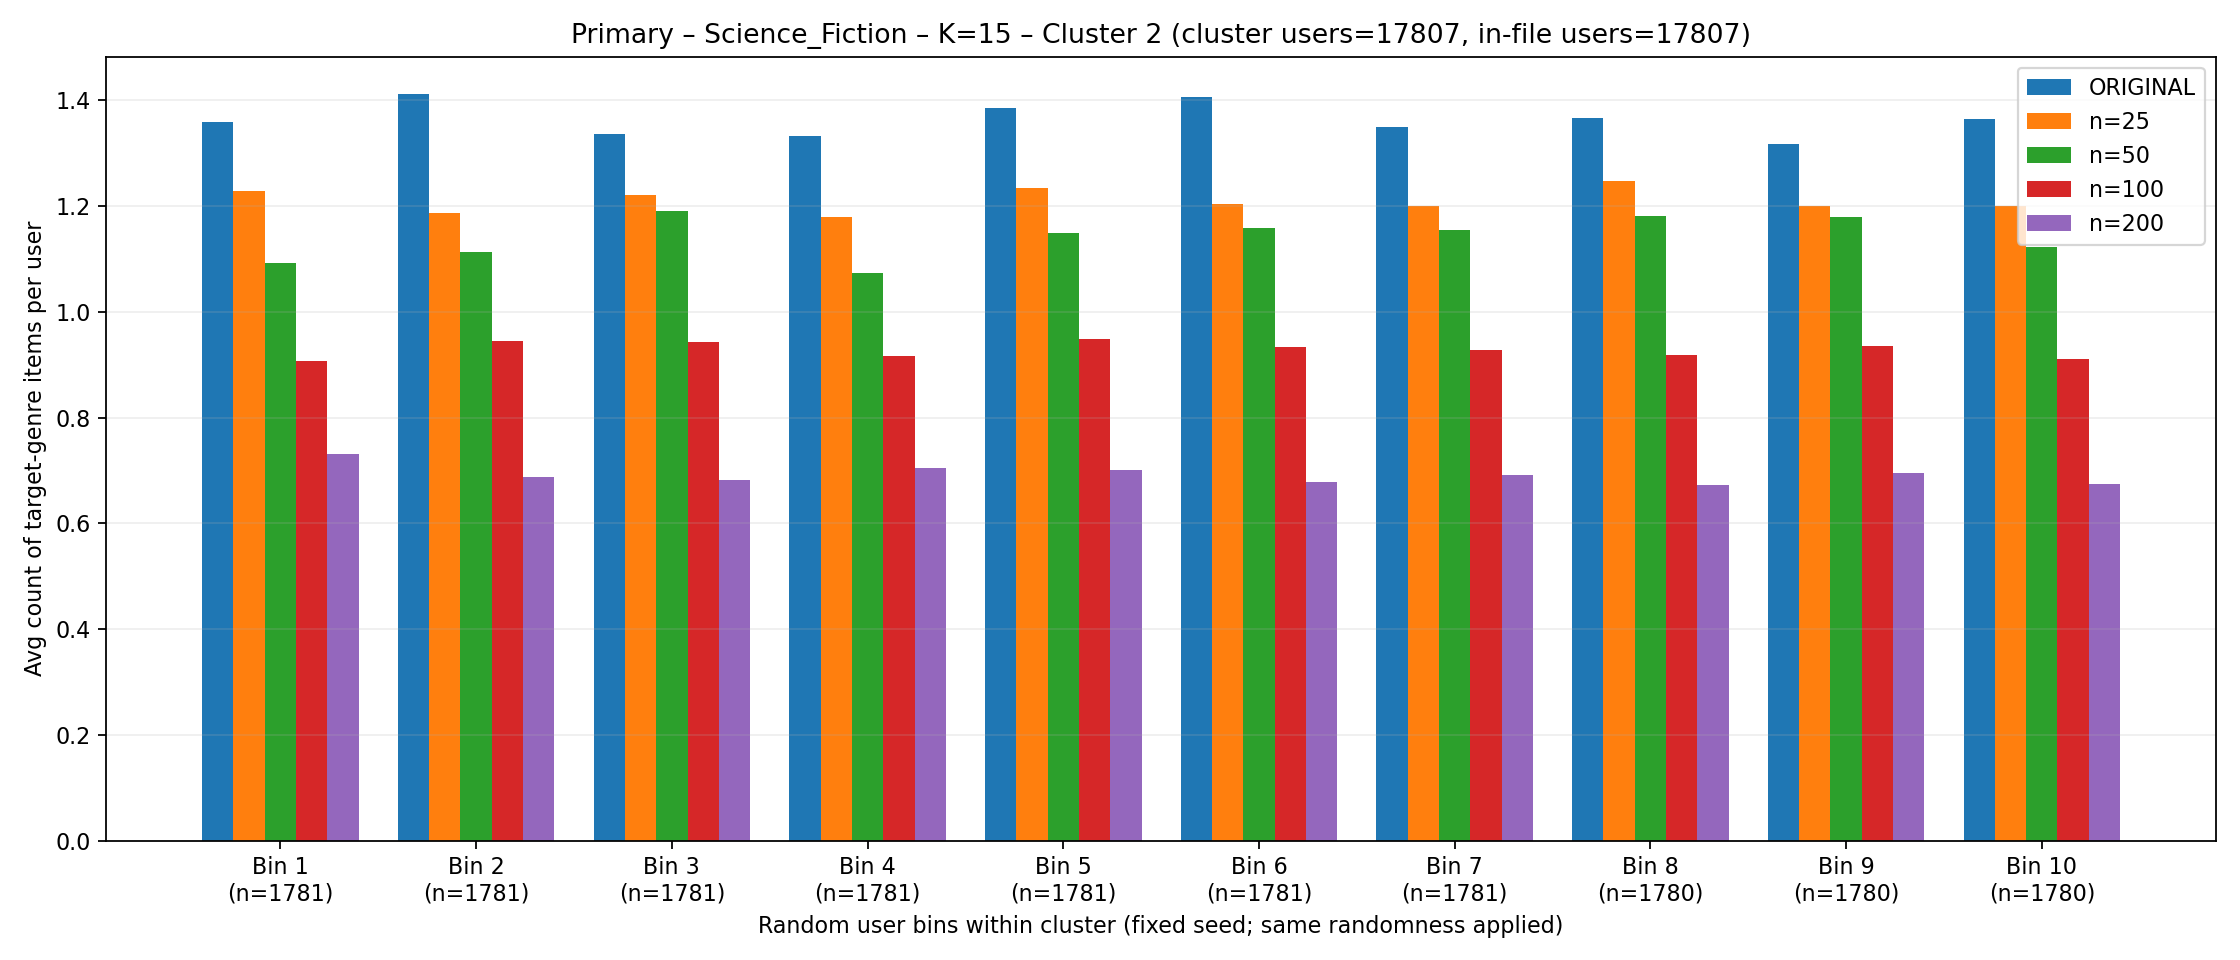 Primary – Science_Fiction – K=15 – Cluster 2 (cluster users=17807, in-file users=17807)
Avg count of target-genre items per user
1.4
1.2
1.0
0.8
0.6
0.4
0.2
0.0
ORIGINAL
n=25
n=50
n=100
n=200
Bin 1
(n=1781)
Bin 2
(n=1781)
Bin 3
(n=1781)
Bin 4
(n=1781)
Bin 5
(n=1781)
Bin 6
(n=1781)
Bin 7
(n=1781)
Bin 8
(n=1780)
Bin 9
(n=1780)
Bin 10
(n=1780)
Random user bins within cluster (fixed seed; same randomness applied)